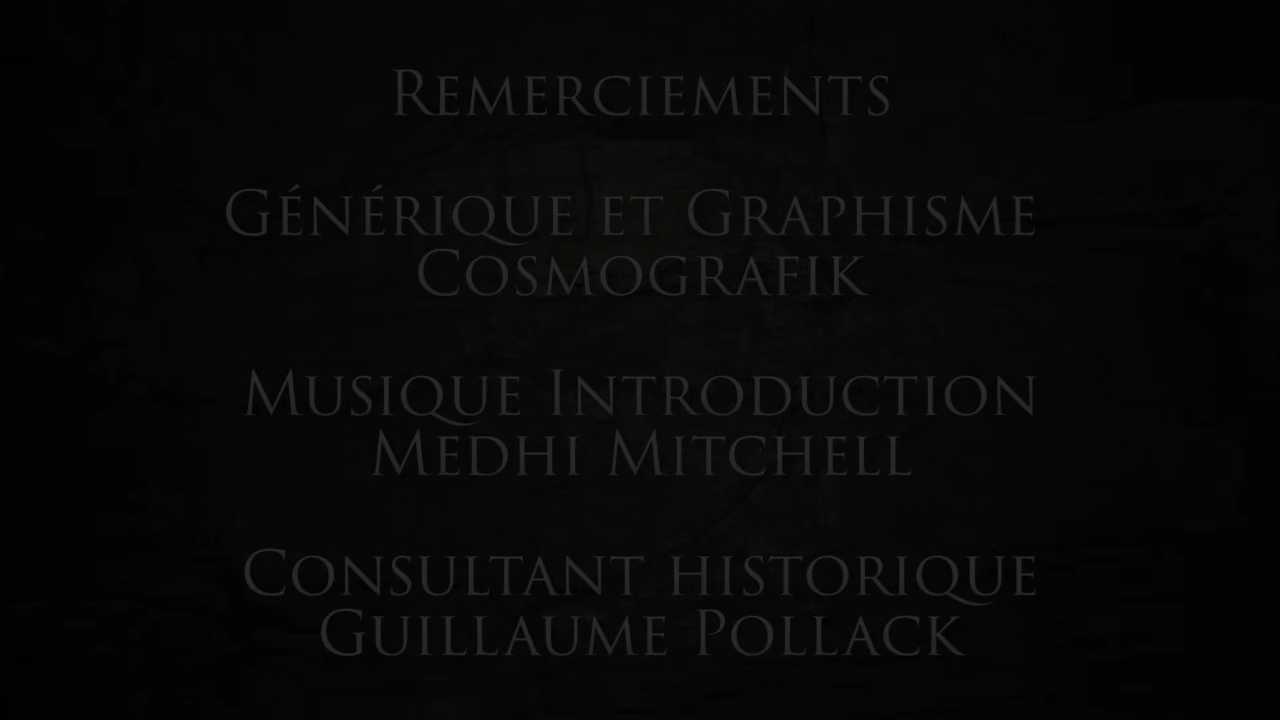 Remerciements
Générique et Graphisme
Cosmografik
Musique Introduction
Medhi Mitchell
Consultant historique
Guillaume Pollack